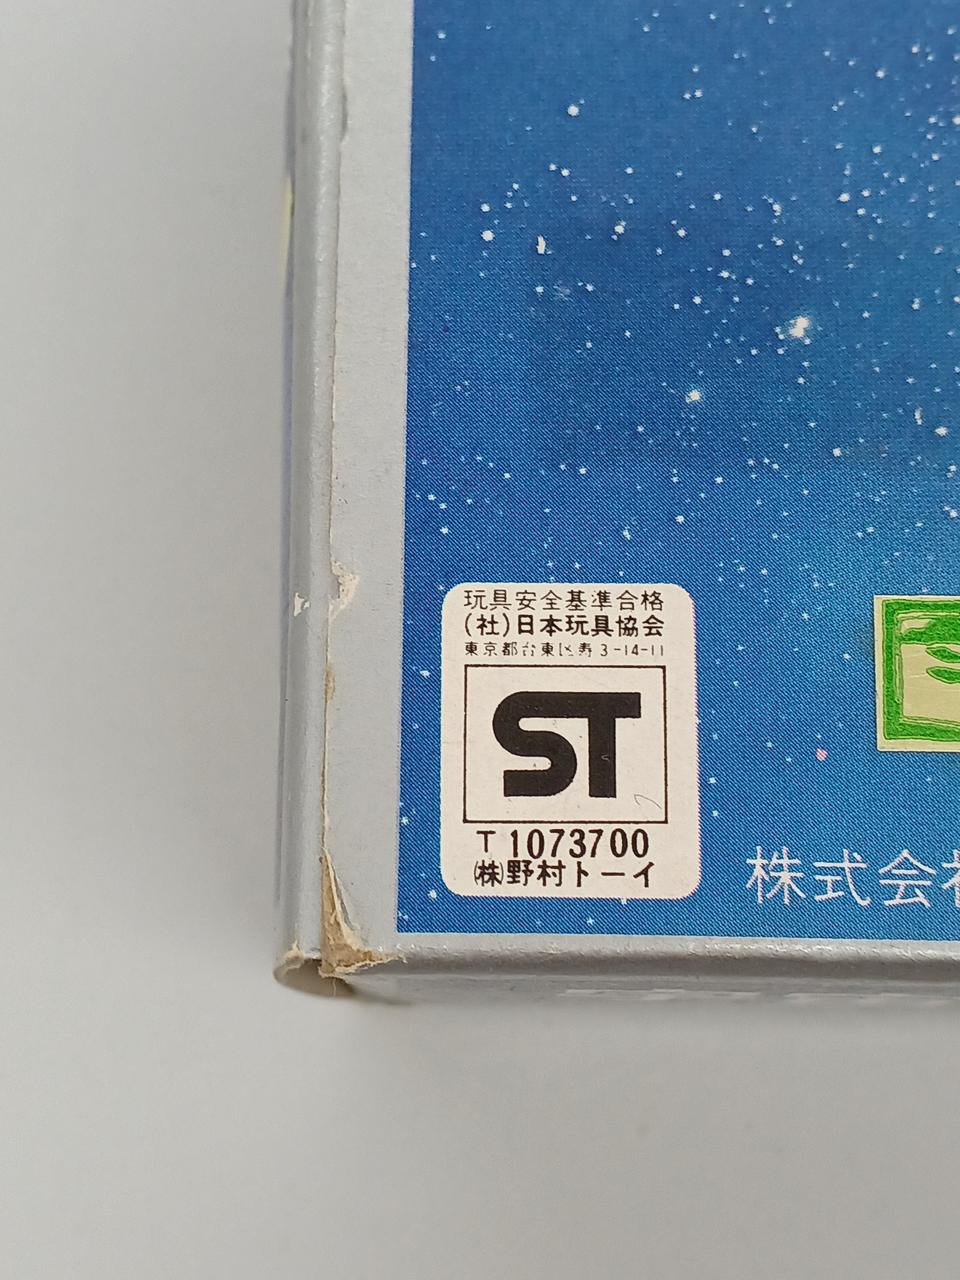 玩具安全基準合格
(社)日本玩具協会
東京都台東区寿3-14-11
ST
T 1073700
㈱野村トーイ
株式会